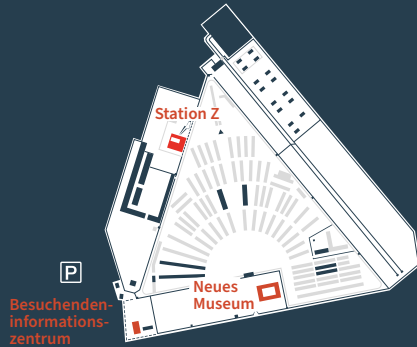 Station Z
Neues
Museum
P
Besuchenden-
informations-
zentrum